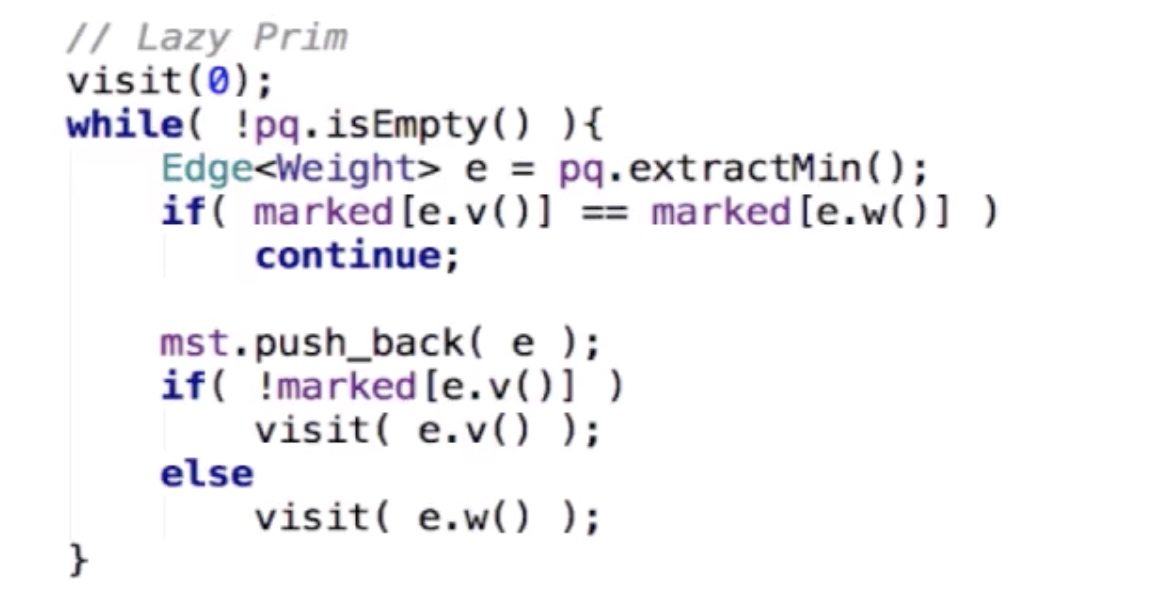 // Lazy Prim
visit(0);
while( !pq.isEmpty() ){
Edge<Weight> e = pq.extractMin();
if( marked[e.v()] == marked[e.w()] )
continue;
mst.push_back( e );
if( !marked[e.v()] )
visit( e.v() );
else
visit( e.w() );
}